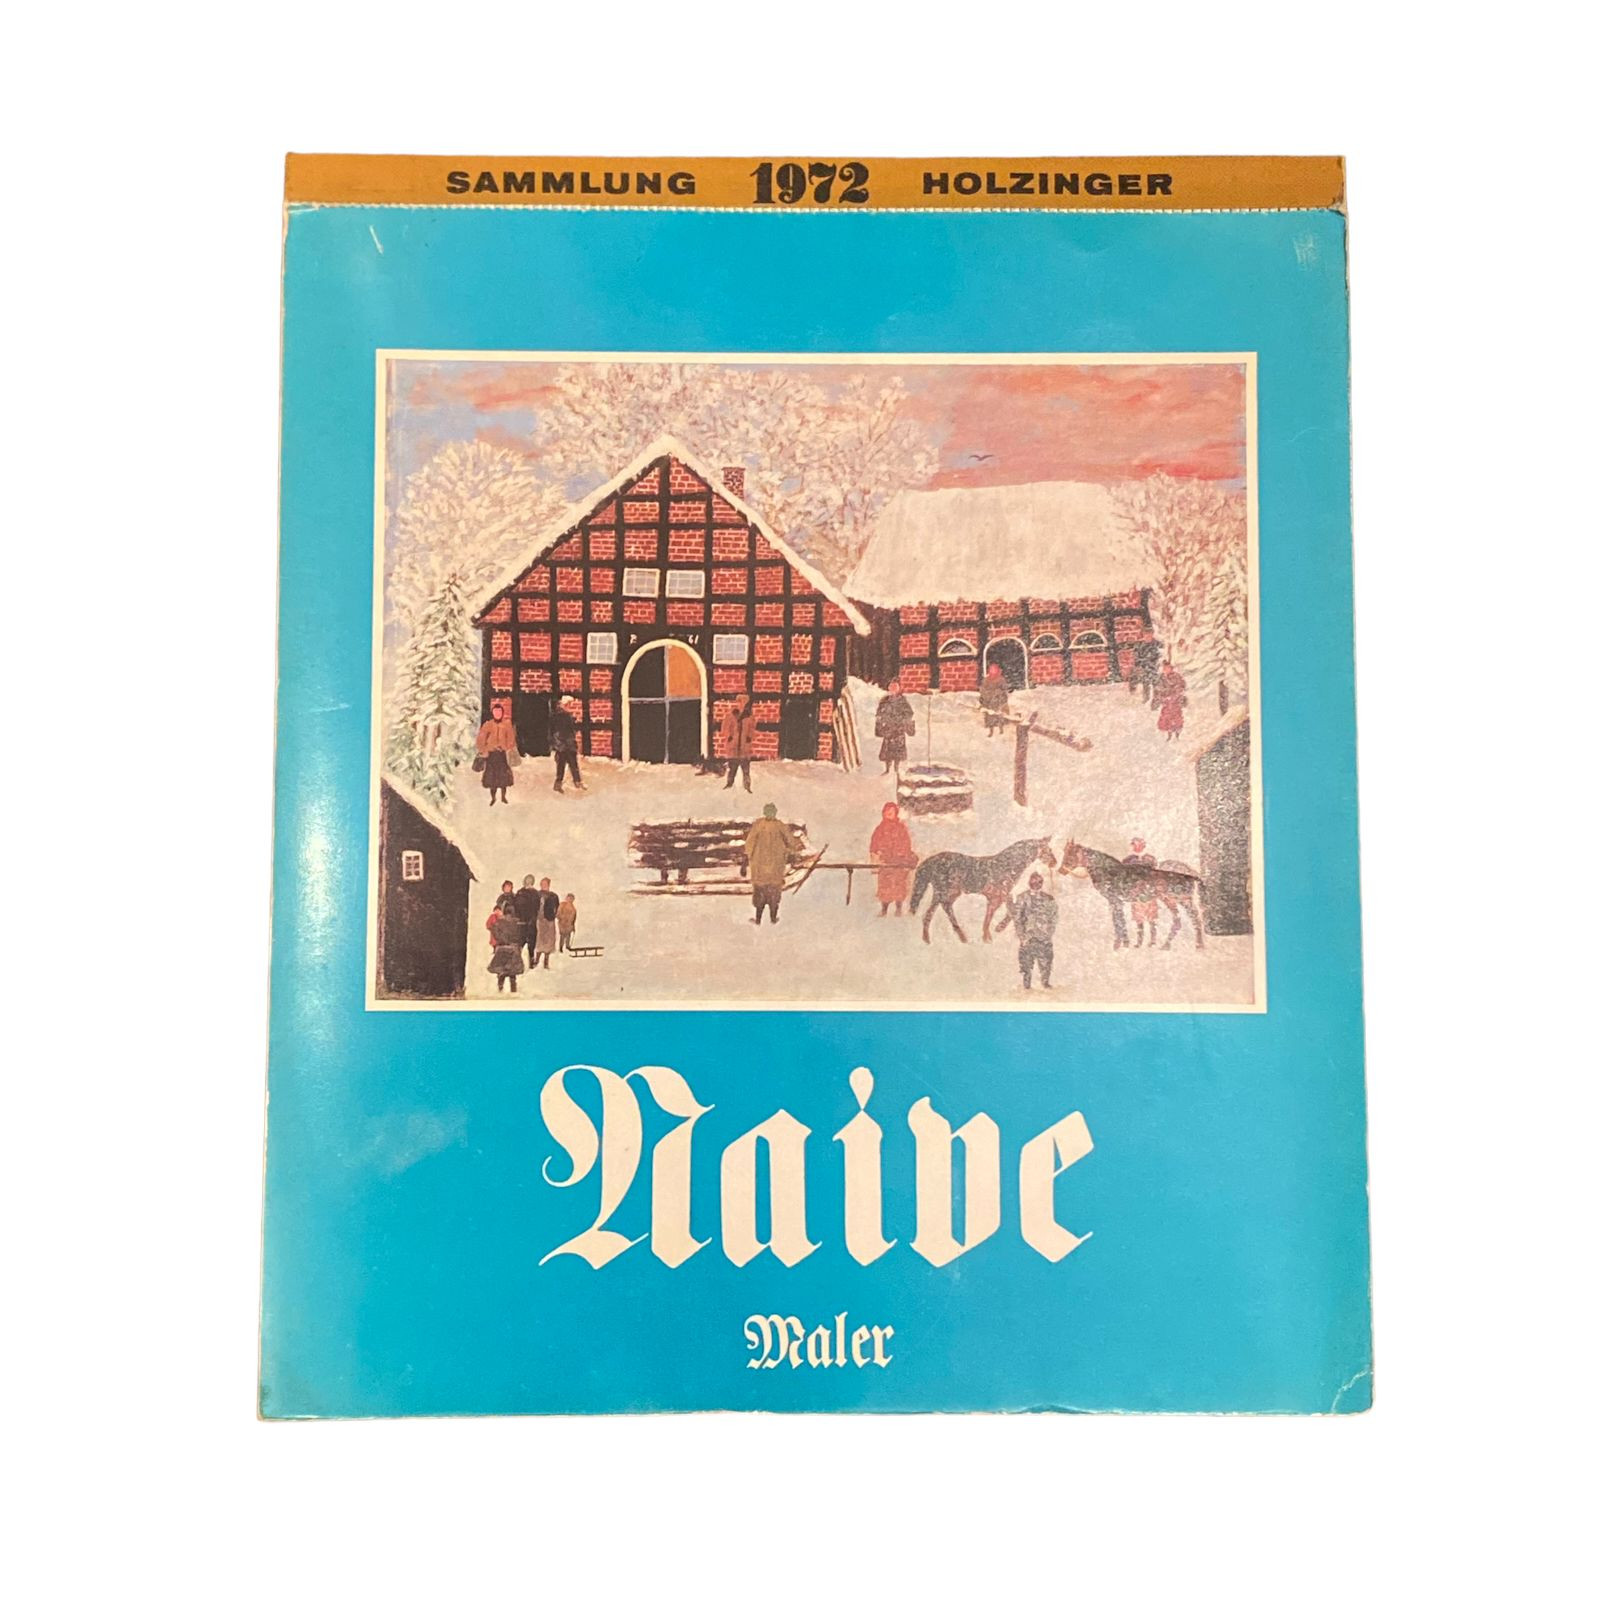 SAMMLUNG 1972 HOLZINGER
Naive
Maler